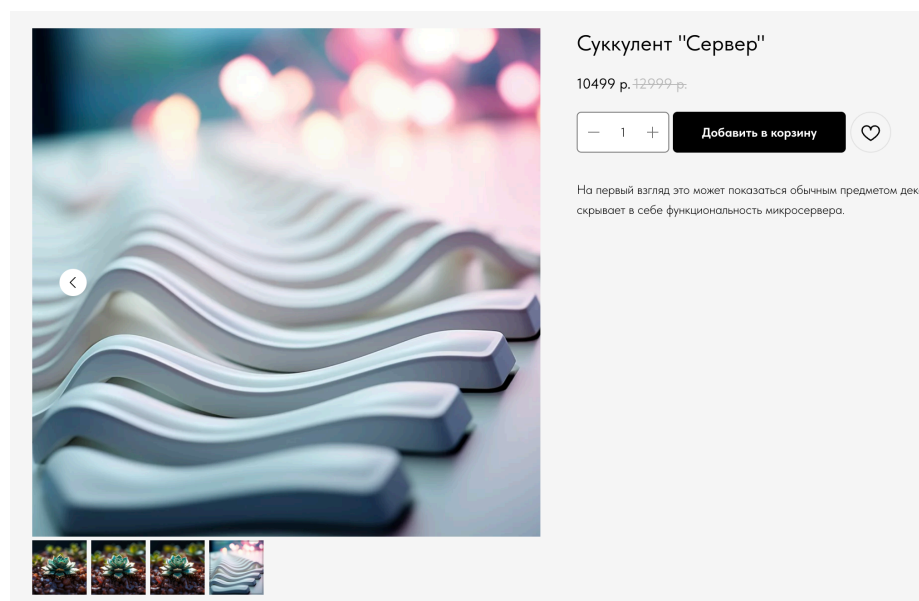 Суккулент "Сервер"
10499 р. 12999 р.
1
Добавить в корзину
На первый взгляд это может показаться обычным предметом
скрывает в себе функциональность микросервера.